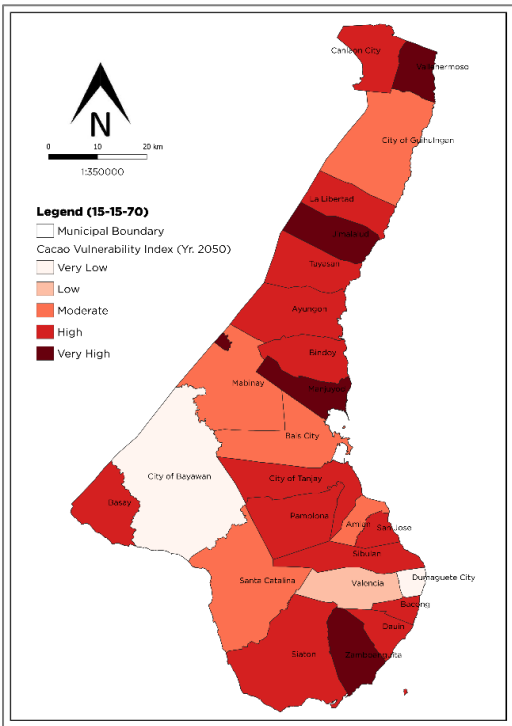 Canlaon City
Vallehermoso
City of Guihulngan
N
0 10 20 km
1:350000
La Libertad
Legend (15-15-70)
Municipal Boundary
Cacao Vulnerability Index (Yr. 2050)
Very Low
Low
Moderate
High
Very High
Jimalalud
Tayasan
Ayungon
Bindoy
Mabinay
Manjuyod
Bais City
City of Bayawan
City of Tanjay
Basay
Pamplona
Amlan
San Jose
Sibulan
Santa Catalina
Valencia
Dumaguete City
Bacong
Dauin
Siaton
Zamboanguita